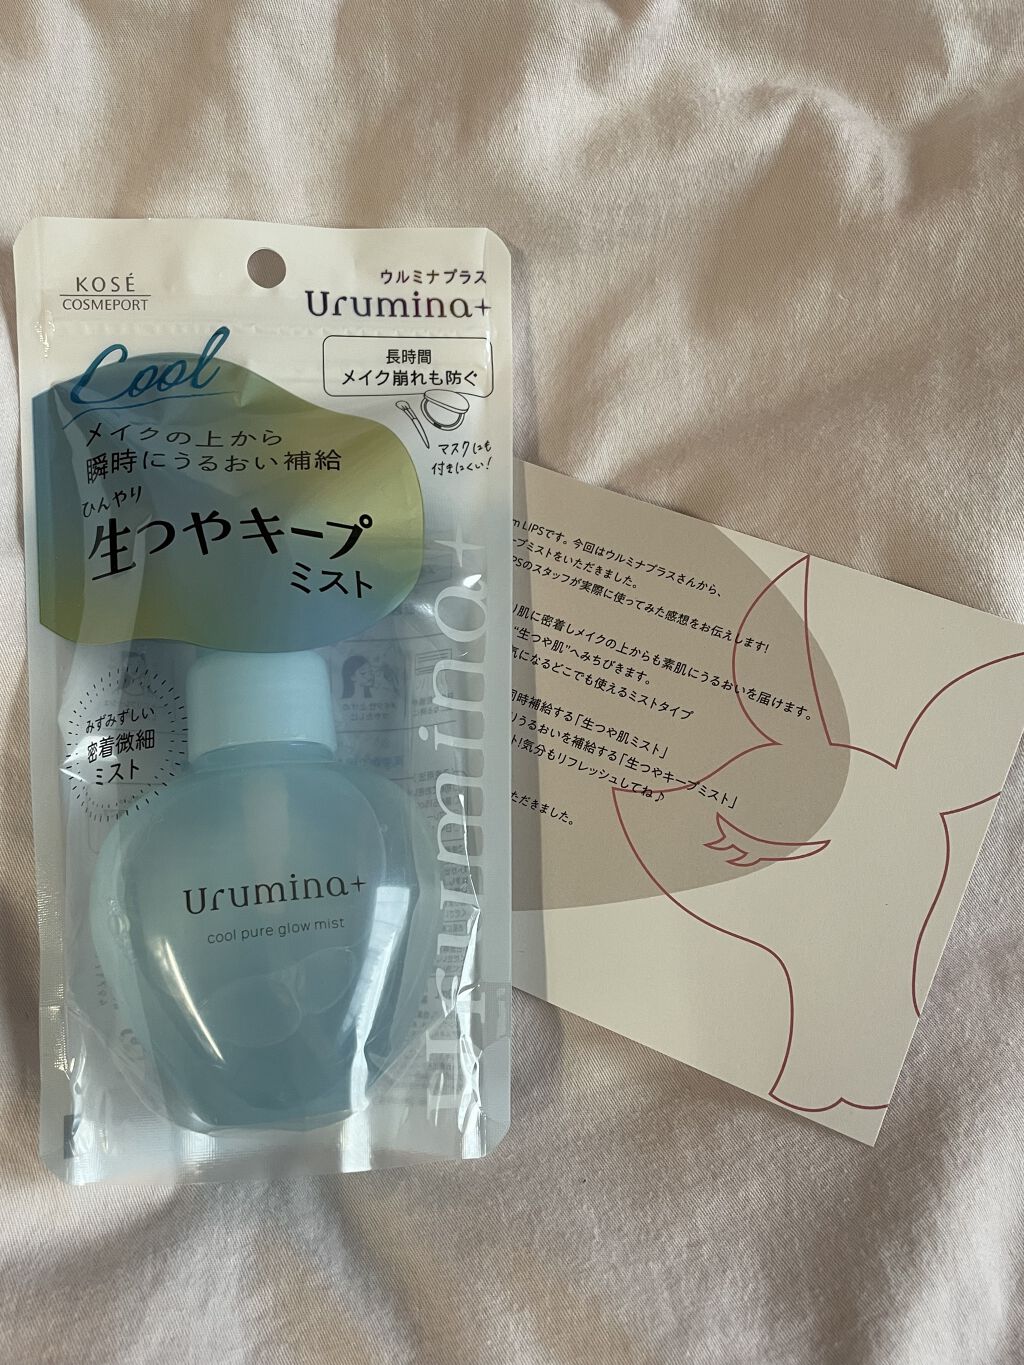 KOSÉ
COSMEPORT
ウルミナプラス
Urumina+
Cool
長時間
メイク崩れも防ぐ
マスクにも
付きにくい!
メイクの上から
瞬時にうるおい補給
ひんやり
生つやキープ
ミスト
みずみずしい
密着微細
ミスト
Urumina+
cool pure glow mist
Urumina+
LIPSです。今回はウルミナプラスさんから、
プミストをいただきました。
のスタッフが実際に使ってみた感想をお伝えします!
り肌に密着しメイクの上からも素肌にうるおいを届けます。
“生つや肌”へみちびきます。
気になるどこでも使えるミストタイプ
同時補給する「生つや肌ミスト」
りうるおいを補給する「生つやキープミスト」
ト!気分もリフレッシュしてね♪
ただきました。